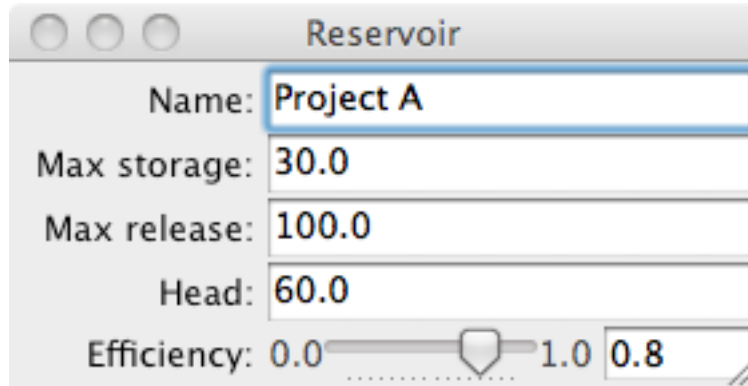 Reservoir
Name: Project A
Max storage: 30.0
Max release: 100.0
Head: 60.0
Efficiency: 0.0 1.0 0.8